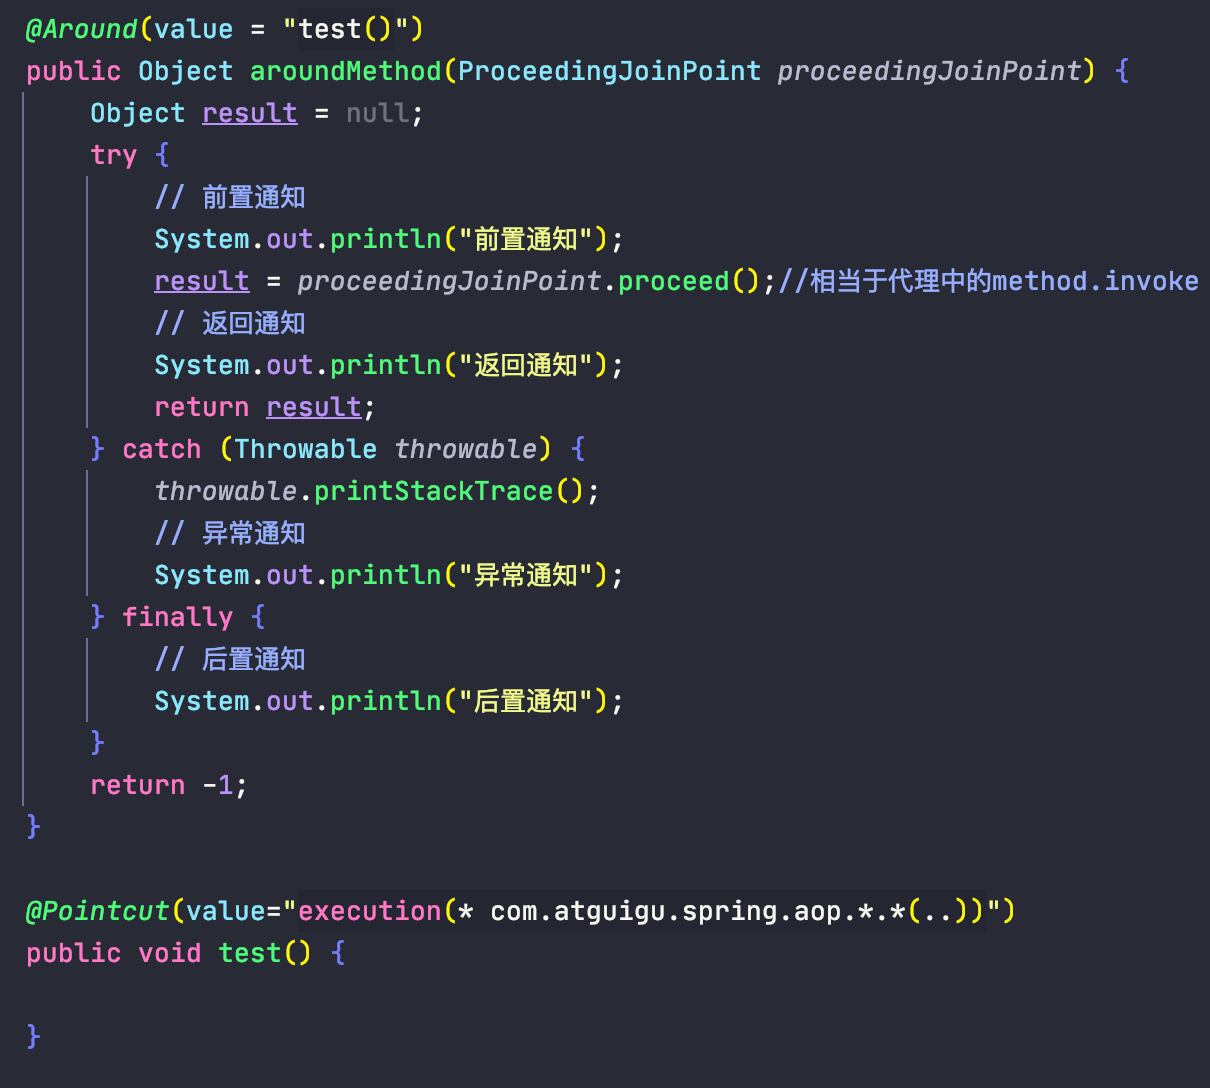 @Around(value = "test()")
public Object aroundMethod(ProceedingJoinPoint proceedingJoinPoint) {
    Object result = null;
    try {
        // 前置通知
        System.out.println("前置通知");
        result = proceedingJoinPoint.proceed();//相当于代理中的method.invoke
        // 返回通知
        System.out.println("返回通知");
        return result;
    } catch (Throwable throwable) {
        throwable.printStackTrace();
        // 异常通知
        System.out.println("异常通知");
    } finally {
        // 后置通知
        System.out.println("后置通知");
    }
    return -1;
}
@Pointcut(value="execution(* com.atguigu.spring.aop.*.*(..))")
public void test() {
}